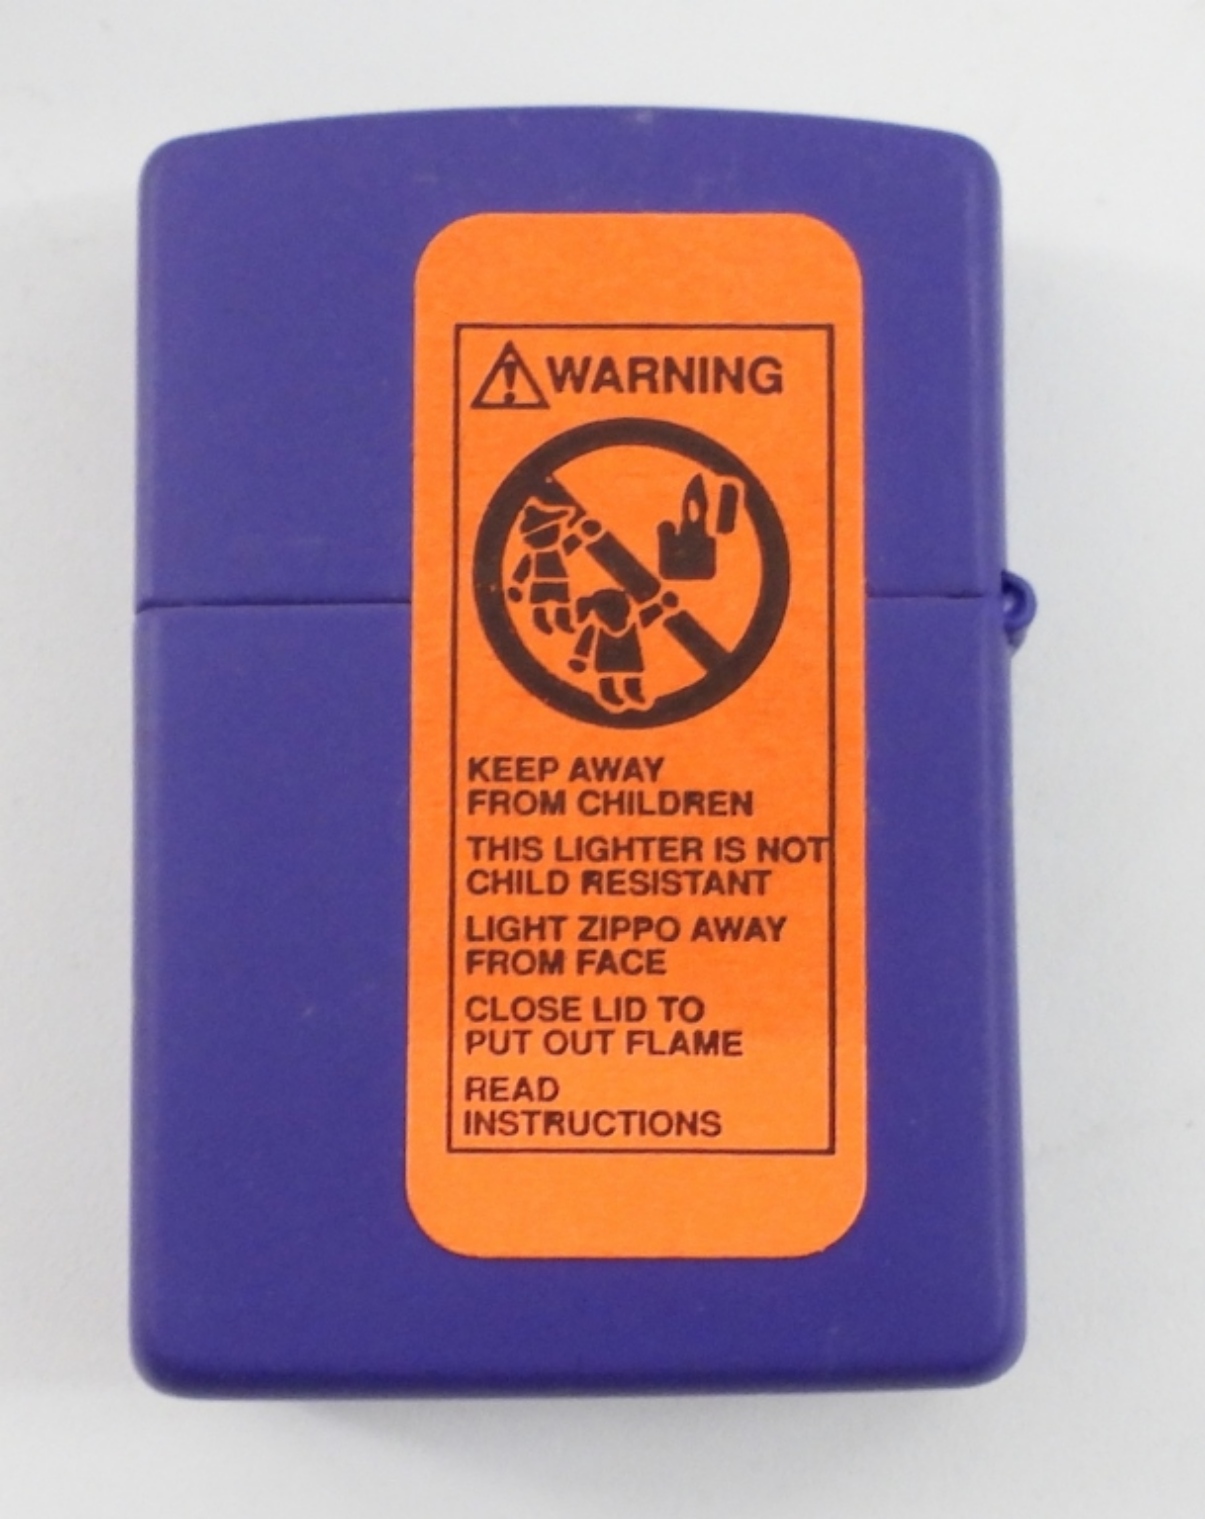 WARNING
KEEP AWAY
FROM CHILDREN
THIS LIGHTER IS NOT
CHILD RESISTANT
LIGHT ZIPPO AWAY
FROM FACE
CLOSE LID TO
PUT OUT FLAME
READ
INSTRUCTIONS